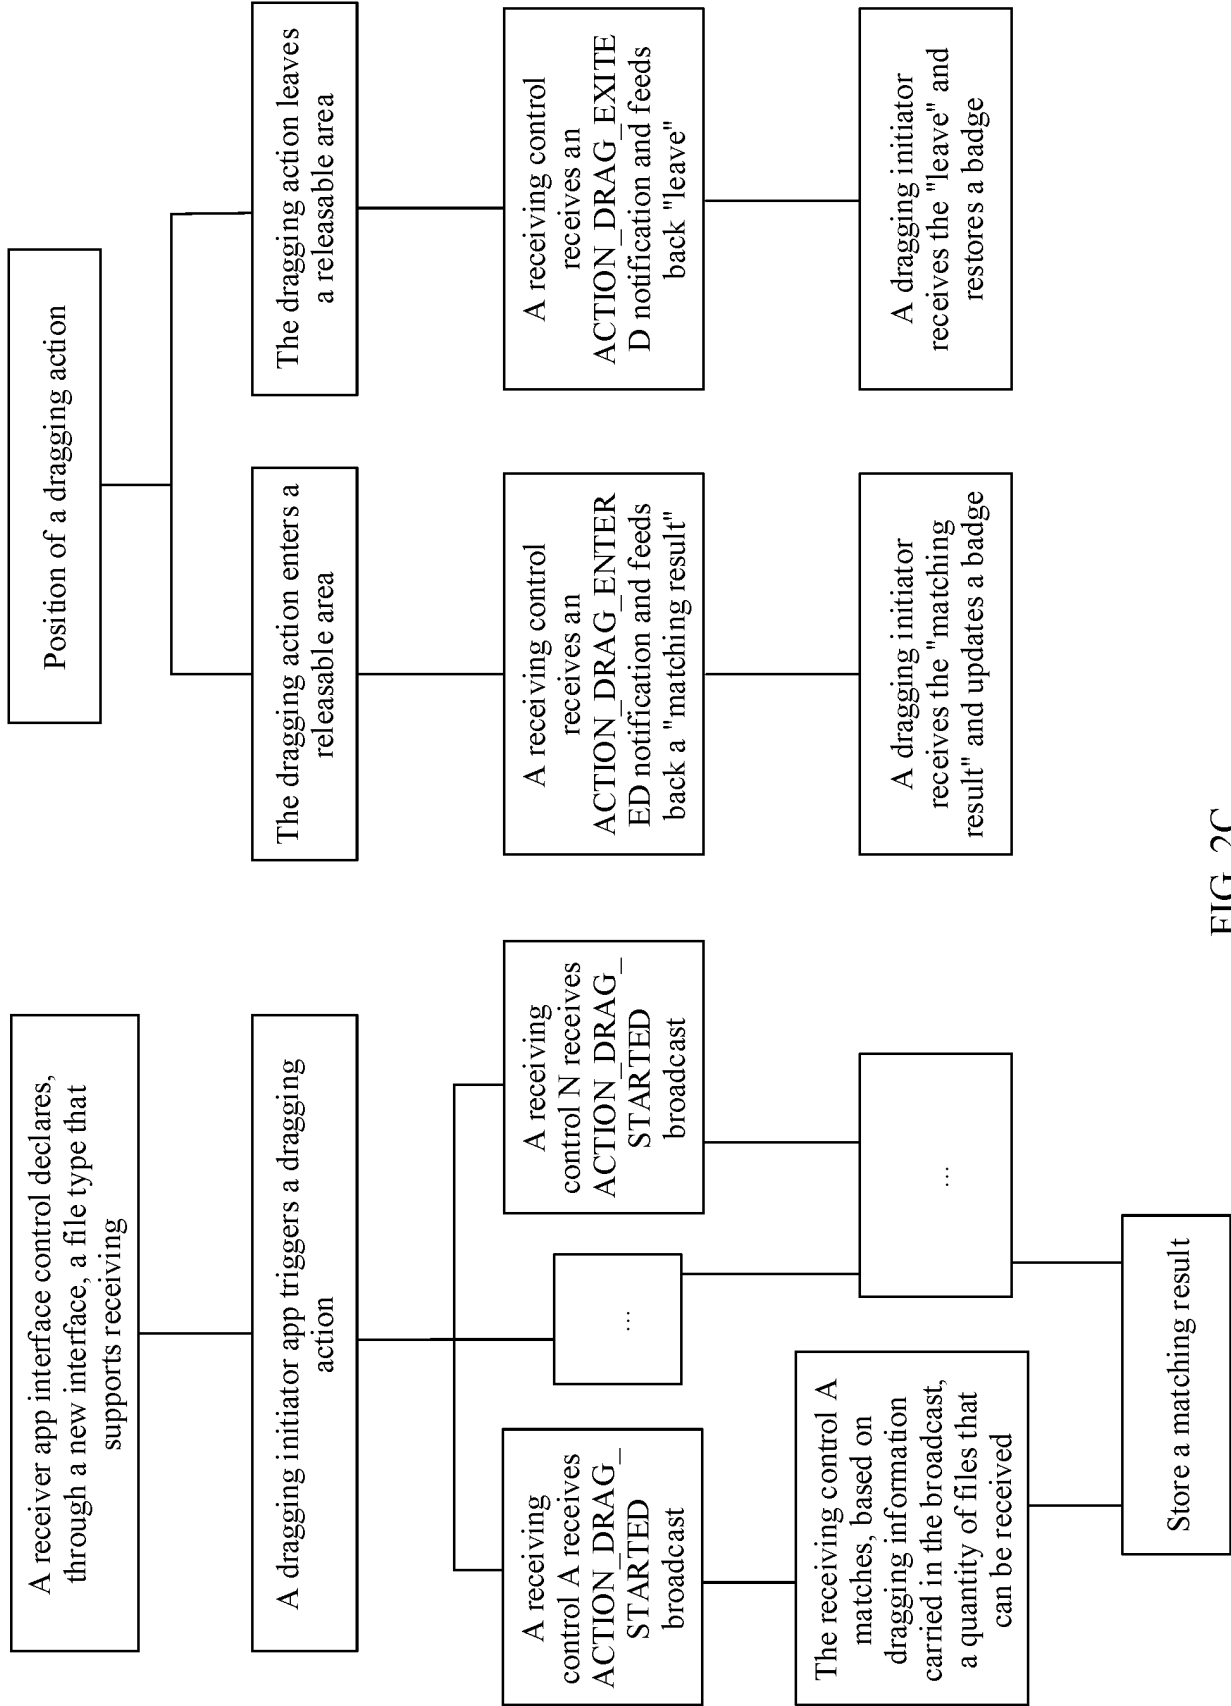 A receiver app interface control declares,
through a new interface, a file type that
supports receiving
A dragging initiator app triggers a dragging
action
A receiving
control A receives
ACTION_DRAG_
STARTED
broadcast
...
A receiving
control N receives
ACTION_DRAG_
STARTED
broadcast
The receiving control A
matches, based on
dragging information
carried in the broadcast,
a quantity of files that
can be received
...
Store a matching result
Position of a dragging action
The dragging action enters a
releasable area
The dragging action leaves
a releasable area
A receiving control
receives an
ACTION_DRAG_ENTER
ED notification and feeds
back a "matching result"
A receiving control
receives an
ACTION_DRAG_EXITE
D notification and feeds
back "leave"
A dragging initiator
receives the "matching
result" and updates a badge
A dragging initiator
receives the "leave" and
restores a badge
FIG. 2C